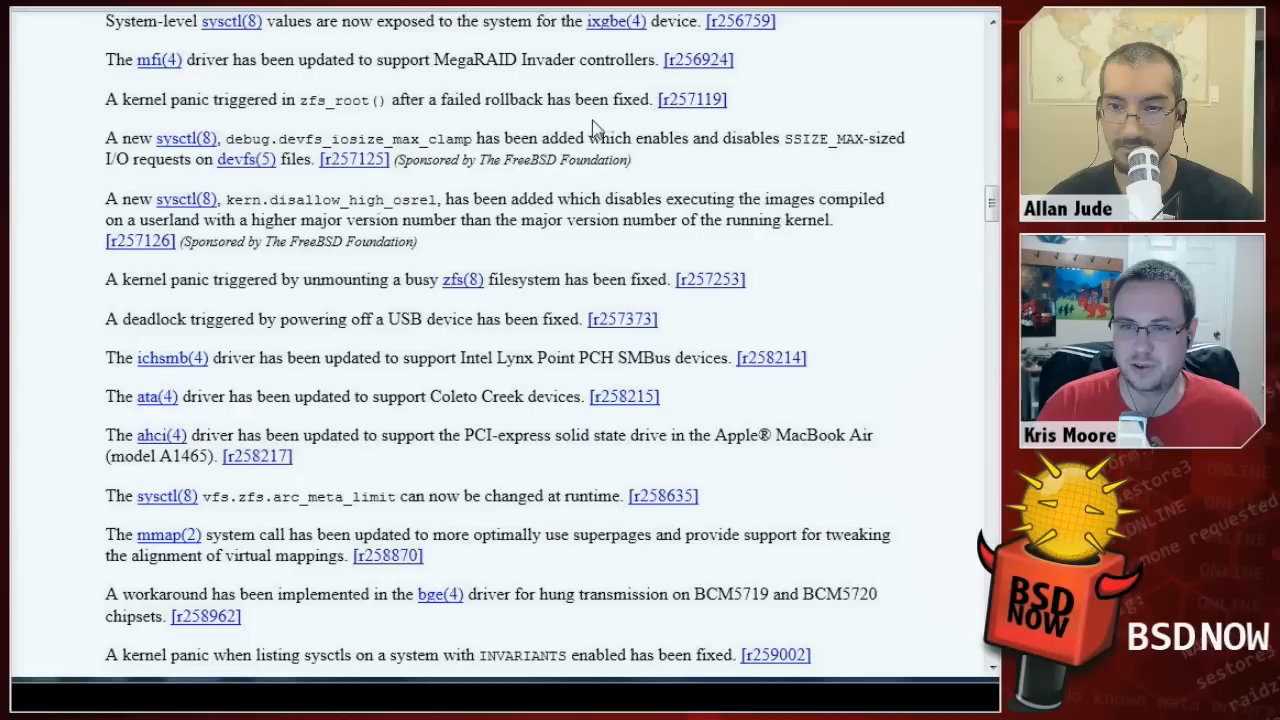 System-level sysctl(8) values are now exposed to the system for the ixgbe(4) device. [r256759]
The mfi(4) driver has been updated to support MegaRAID Invader controllers. [r256924]
A kernel panic triggered in zfs_root() after a failed rollback has been fixed. [r257119]
A new sysctl(8), debug.devfs_iosize_max_clamp has been added which enables and disables SSIZE_MAX-sized
I/O requests on devfs(5) files. [r257125] (Sponsored by The FreeBSD Foundation)
A new sysctl(8), kern.disallow_high_osrel, has been added which disables executing the images compiled
on a userland with a higher major version number than the major version number of the running kernel.
[r257126] (Sponsored by The FreeBSD Foundation)
A kernel panic triggered by unmounting a busy zfs(8) filesystem has been fixed. [r257253]
A deadlock triggered by powering off a USB device has been fixed. [r257373]
The ichsmb(4) driver has been updated to support Intel Lynx Point PCH SMBus devices. [r258214]
The ata(4) driver has been updated to support Coleto Creek devices. [r258215]
The ahci(4) driver has been updated to support the PCI-express solid state drive in the Apple® MacBook Air
(model A1465). [r258217]
The sysctl(8) vfs.zfs.arc_meta_limit can now be changed at runtime. [r258635]
The mmap(2) system call has been updated to more optimally use superpages and provide support for tweaking
the alignment of virtual mappings. [r258870]
A workaround has been implemented in the bge(4) driver for hung transmission on BCM5719 and BCM5720
chipsets. [r258962]
A kernel panic when listing sysctls on a system with INVARIANTS enabled has been fixed. [r259002]
Allan Jude
Kris Moore
BSD
NOW
BSDNOW
estore3
ONLINE
none requested
ONLINE
ONLINE
sestore